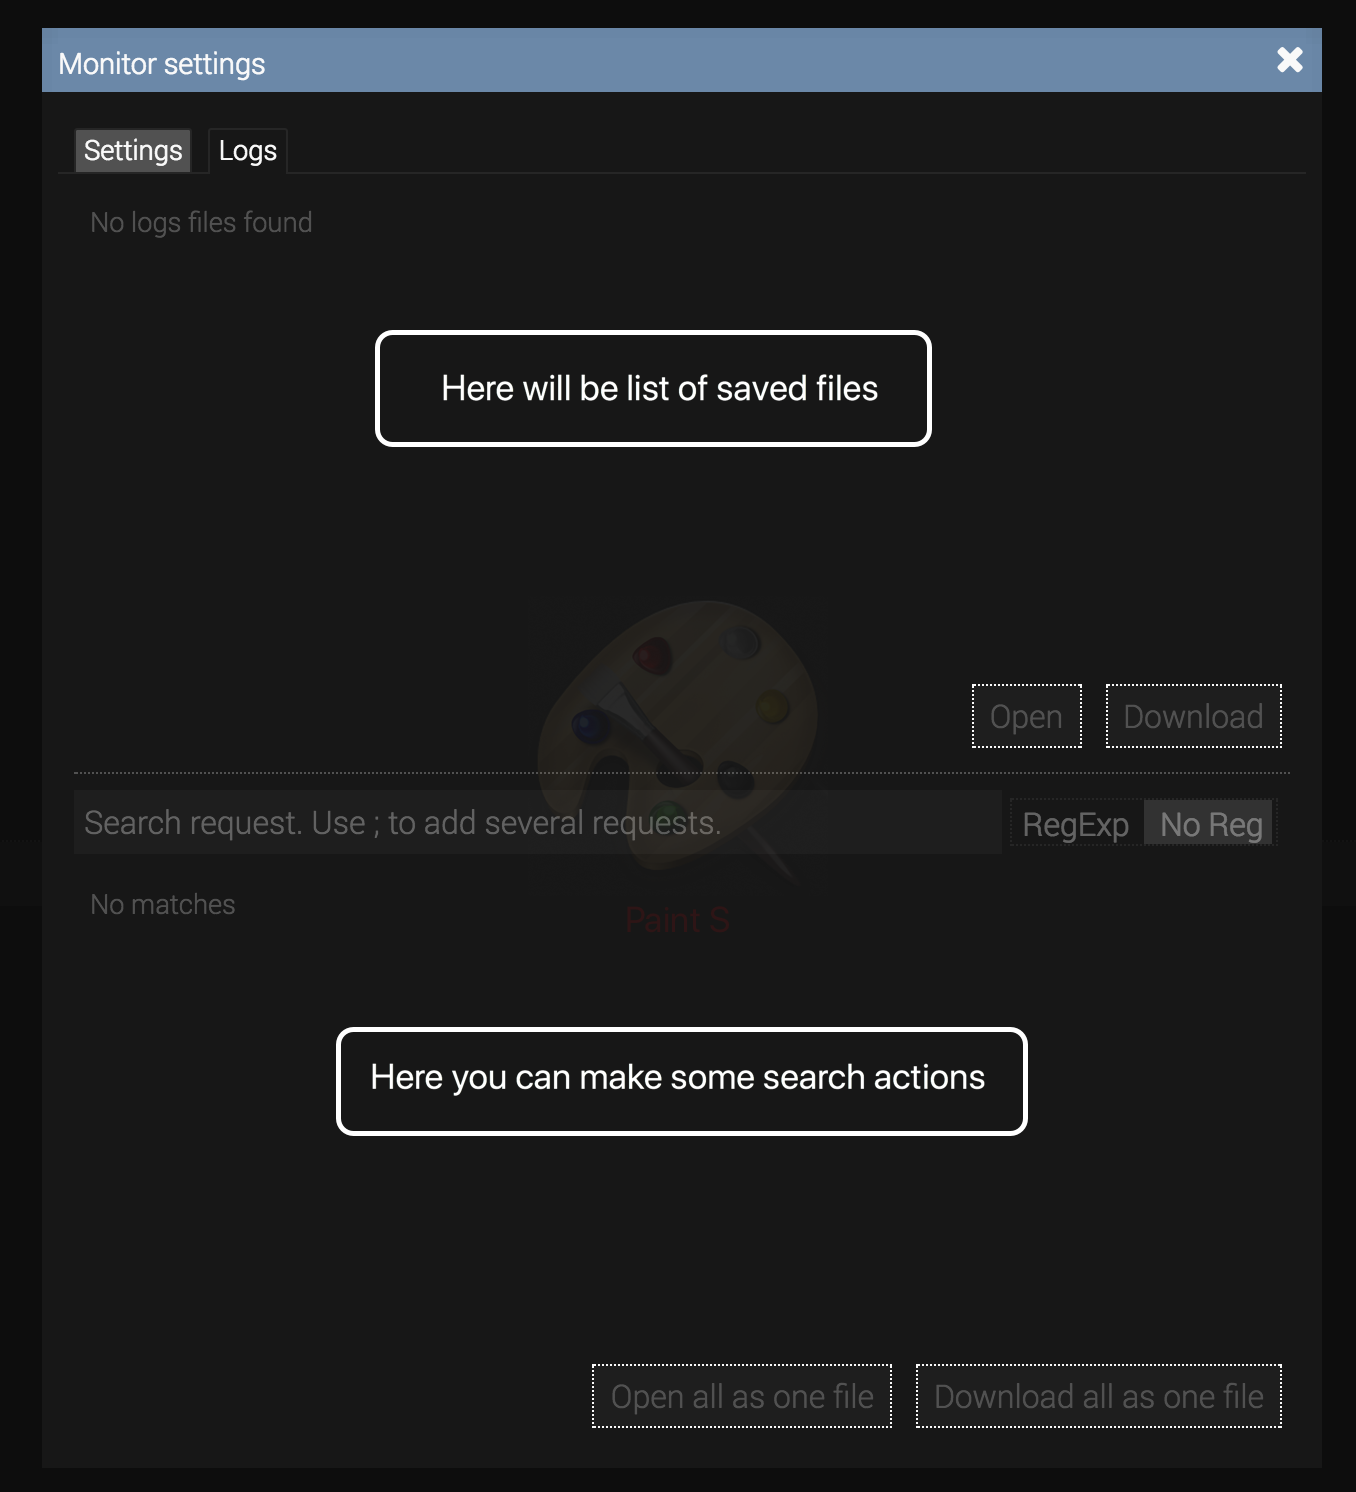 Monitor settings
Settings Logs
No logs files found
Here will be list of saved files
Open Download
Search request. Use ; to add several requests. RegExp No Reg
No matches
Paint S
Here you can make some search actions
Open all as one file Download all as one file